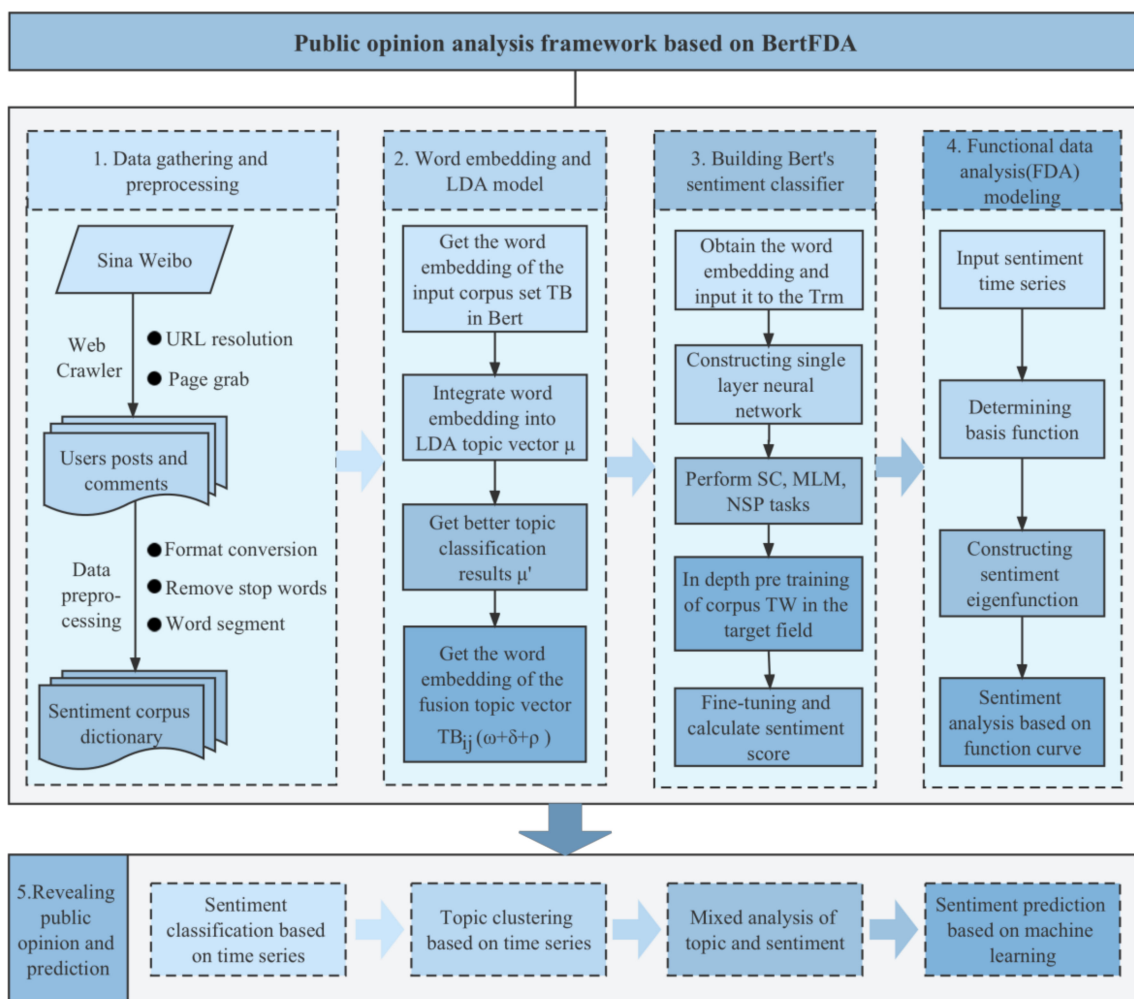 Public opinion analysis framework based on BertFDA
1. Data gathering and
preprocessing
Sina Weibo
Web
Crawler
● URL resolution
● Page grab
Users posts and
comments
Data
prepro-
cessing
● Format conversion
● Remove stop words
● Word segment
Sentiment corpus
dictionary
2. Word embedding and
LDA model
Get the word
embedding of the
input corpus set TB
in Bert
Integrate word
embedding into
LDA topic vector μ
Get better topic
classification
results μ'
Get the word
embedding of the
fusion topic vector
TBij (ω+δ+ρ )
3. Building Bert's
sentiment classifier
Obtain the word
embedding and
input it to the Trm
Constructing single
layer neural
network
Perform SC, MLM,
NSP tasks
In depth pre training
of corpus TW in the
target field
Fine-tuning and
calculate sentiment
score
4. Functional data
analysis(FDA)
modeling
Input sentiment
time series
Determining
basis function
Constructing
sentiment
eigenfunction
Sentiment
analysis based on
function curve
5.Revealing
public
opinion and
prediction
Sentiment
classification based
on time series
Topic clustering
based on time series
Mixed analysis of
topic and sentiment
Sentiment prediction
based on machine
learning